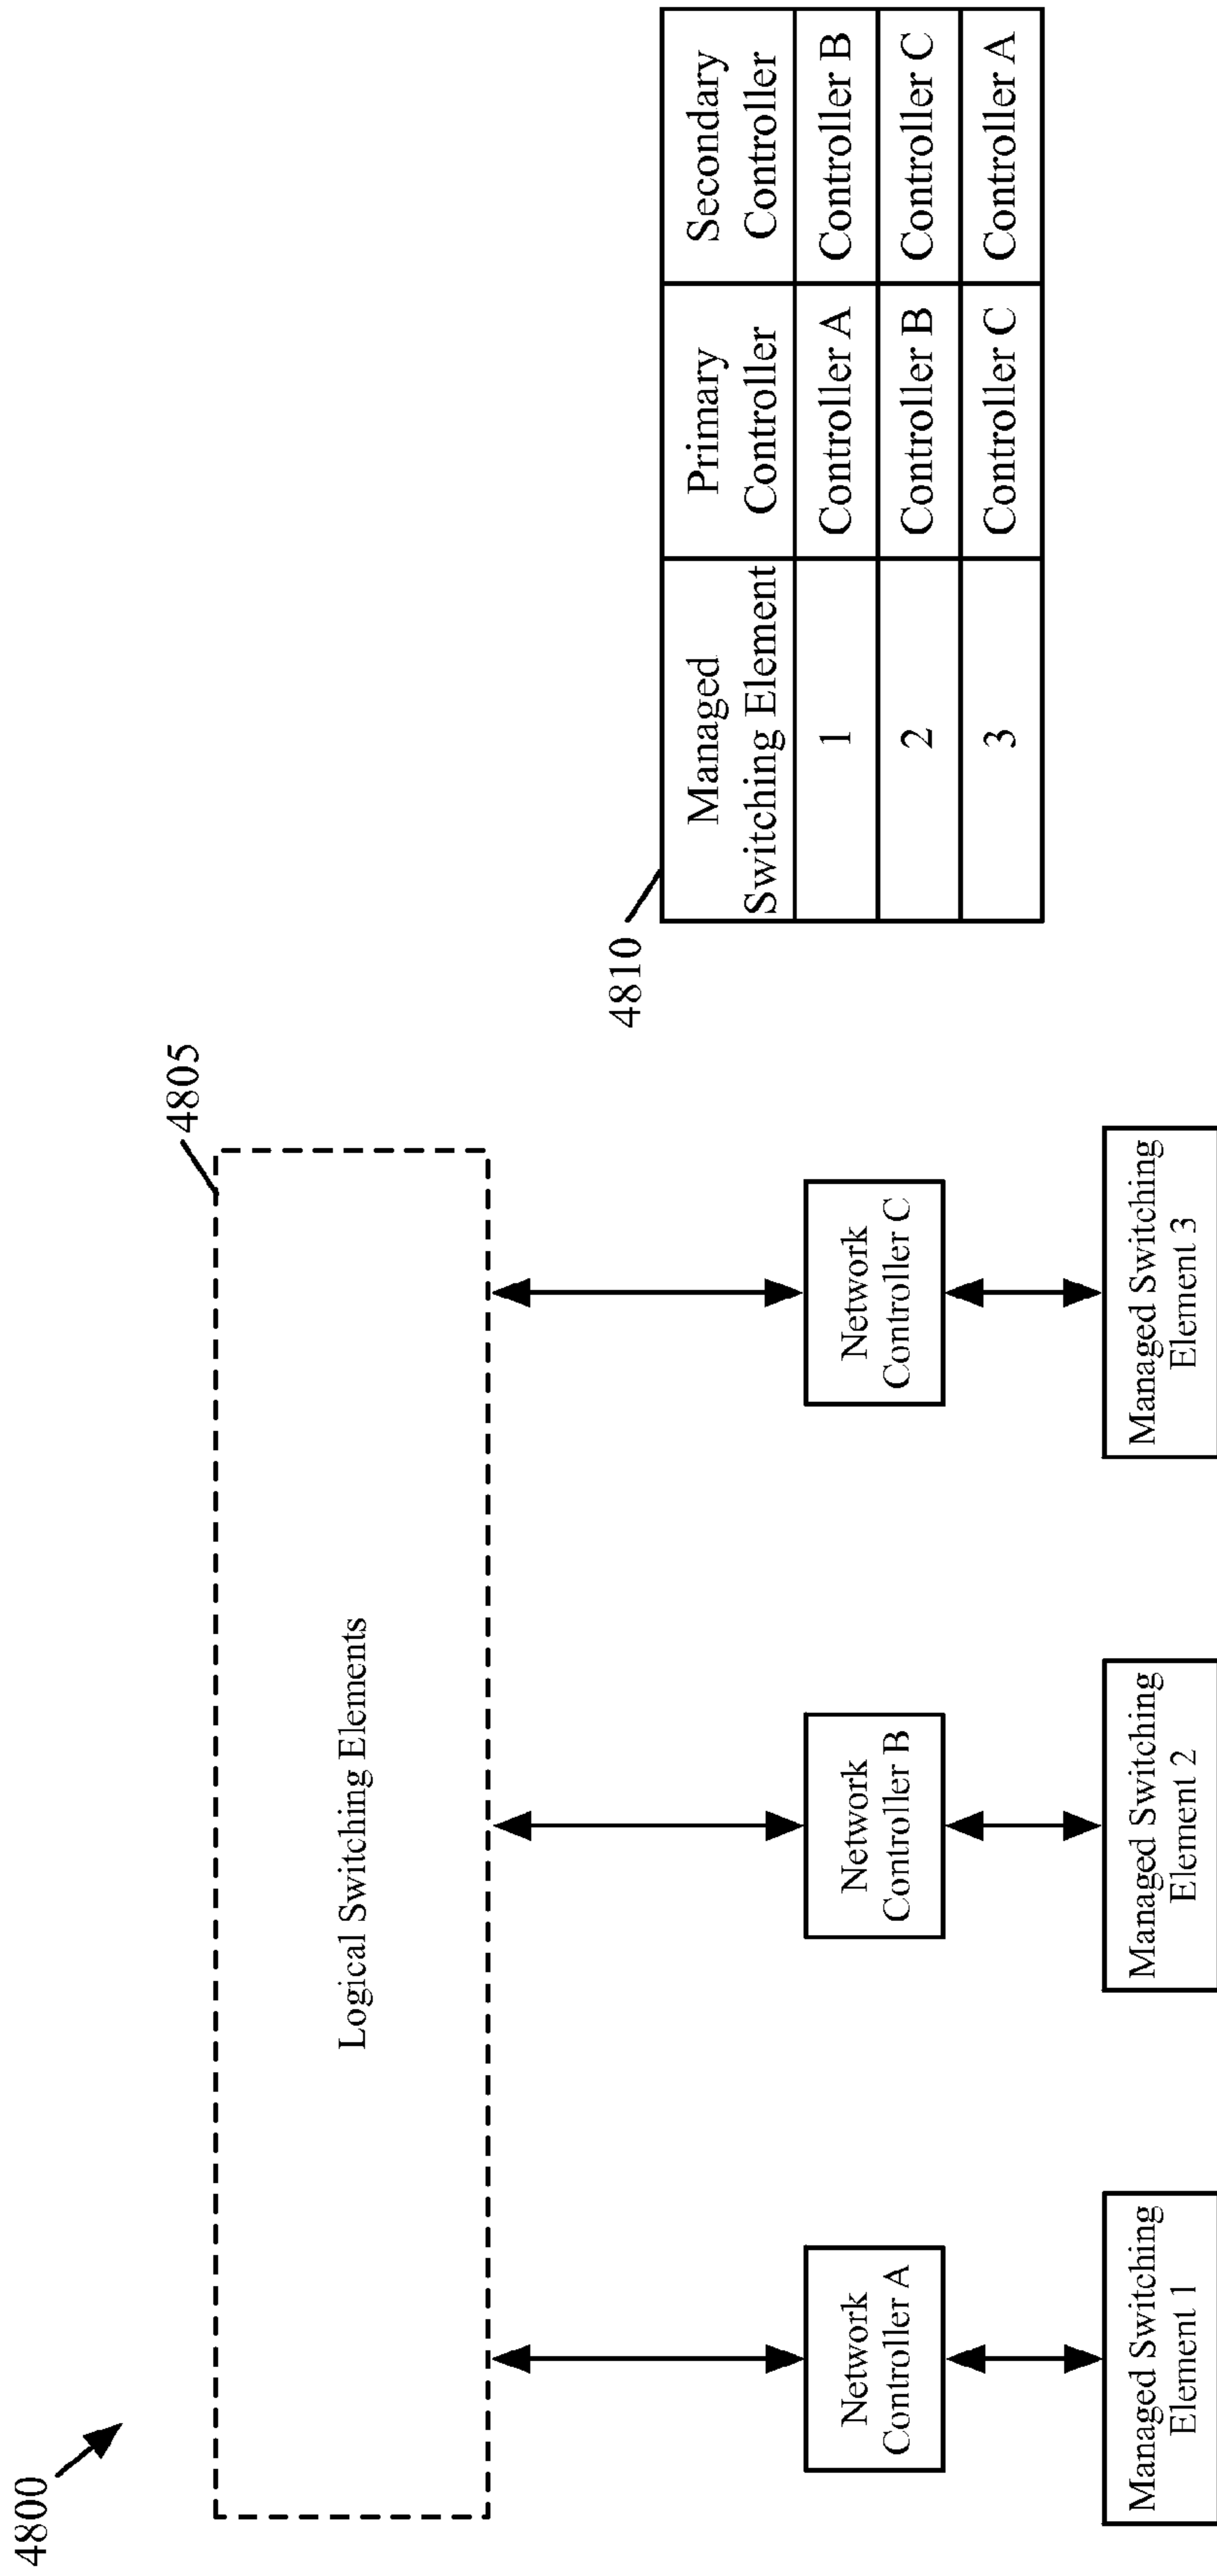 4800
4805
Logical Switching Elements
Network
Controller A
Network
Controller B
Network
Controller C
Managed Switching
Element 1
Managed Switching
Element 2
Managed Switching
Element 3
4810
Managed
Switching Element
Primary
Controller
Secondary
Controller
1
Controller A
Controller B
2
Controller B
Controller C
3
Controller C
Controller A